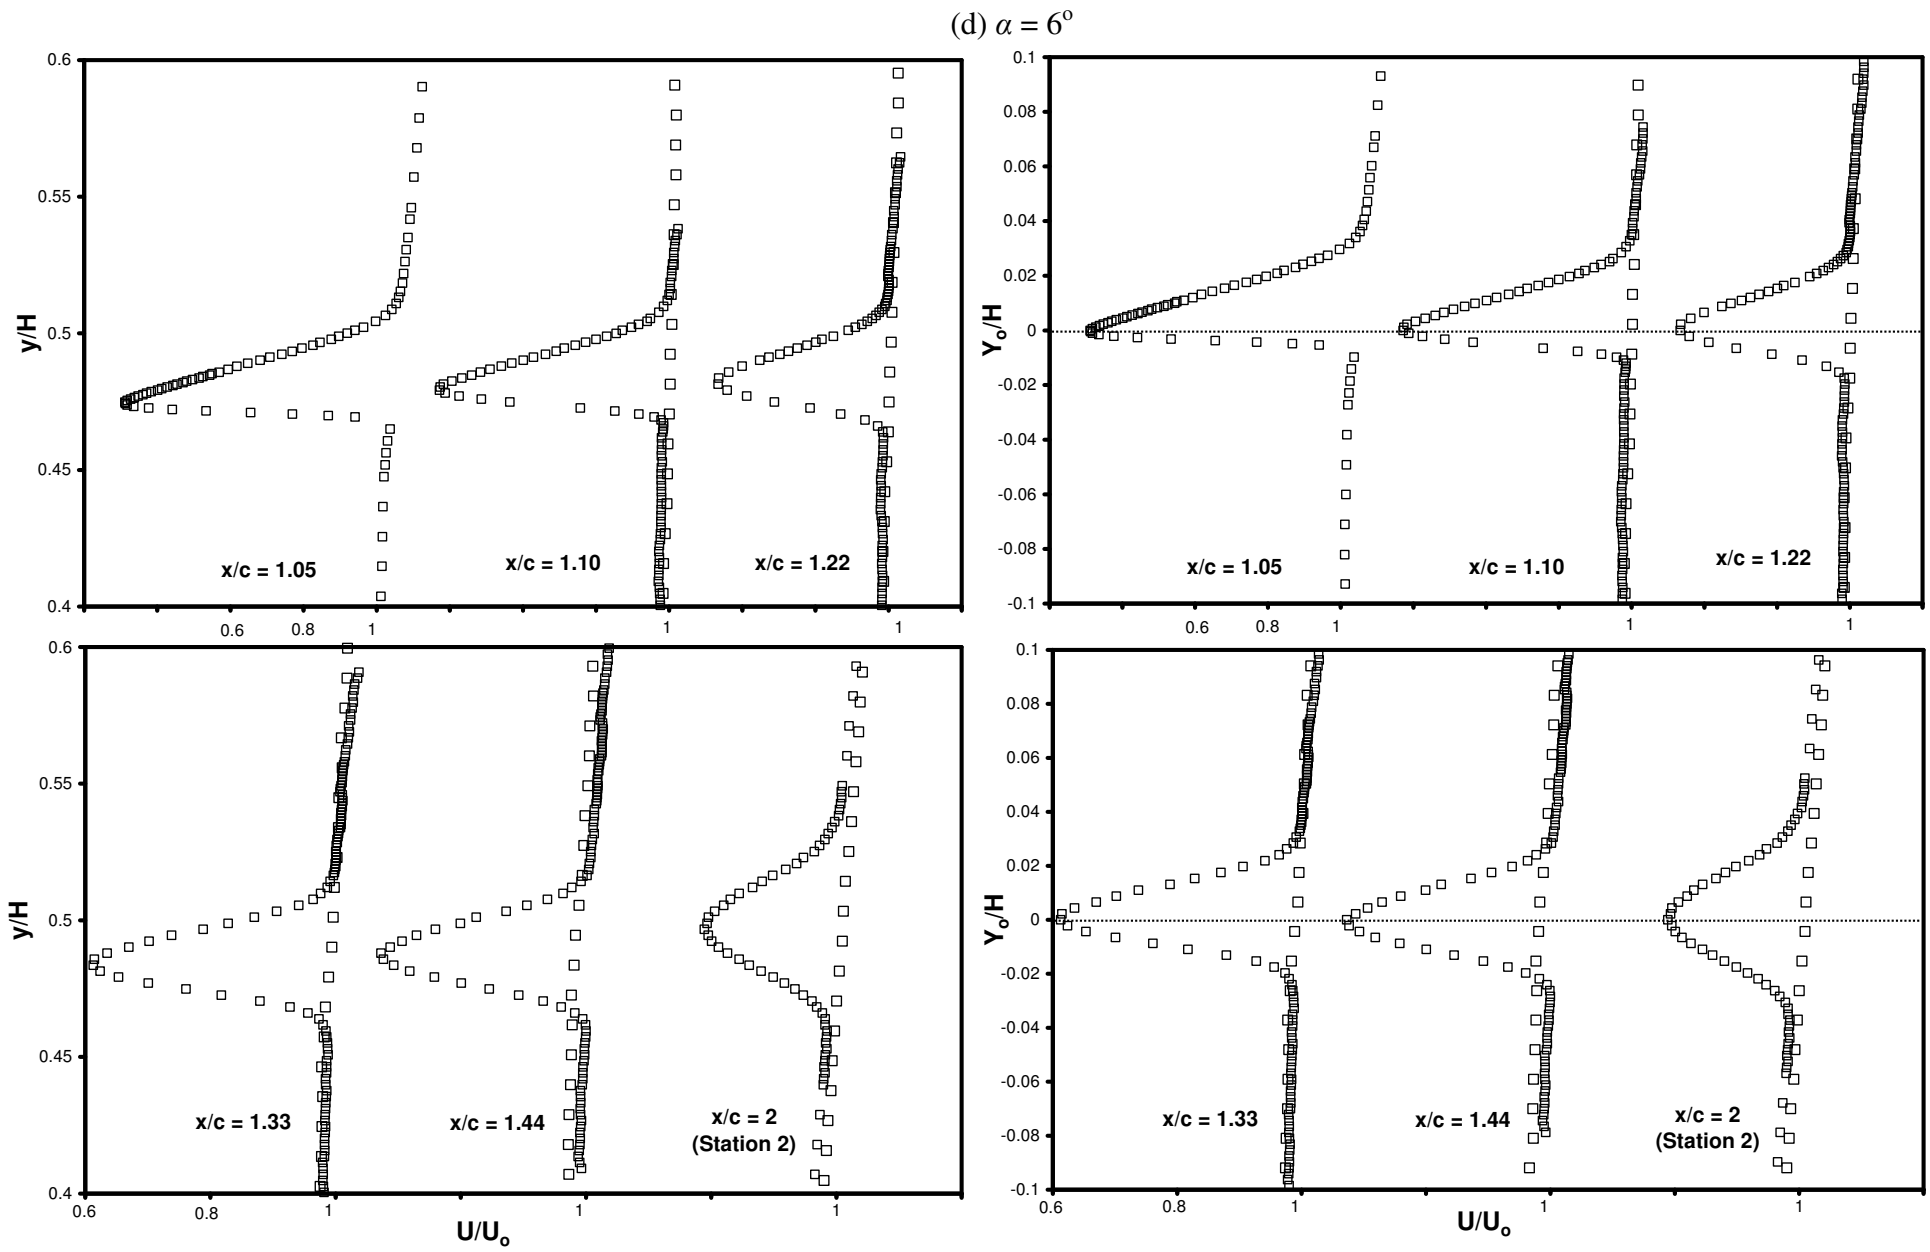 (d) α = 6°
0.6
0.55
0.5
0.45
0.4
y/H
x/c = 1.05
x/c = 1.10
x/c = 1.22
0.6
0.8
1
1
1
0.1
0.08
0.06
0.04
0.02
0
-0.02
-0.04
-0.06
-0.08
-0.1
Yo/H
x/c = 1.05
x/c = 1.10
x/c = 1.22
0.6
0.8
1
1
1
0.6
0.55
0.5
0.45
0.4
y/H
x/c = 1.33
x/c = 1.44
x/c = 2
(Station 2)
0.6
0.8
1
1
1
U/Uo
0.1
0.08
0.06
0.04
0.02
0
-0.02
-0.04
-0.06
-0.08
-0.1
Yo/H
x/c = 1.33
x/c = 1.44
x/c = 2
(Station 2)
0.6
0.8
1
1
1
U/Uo